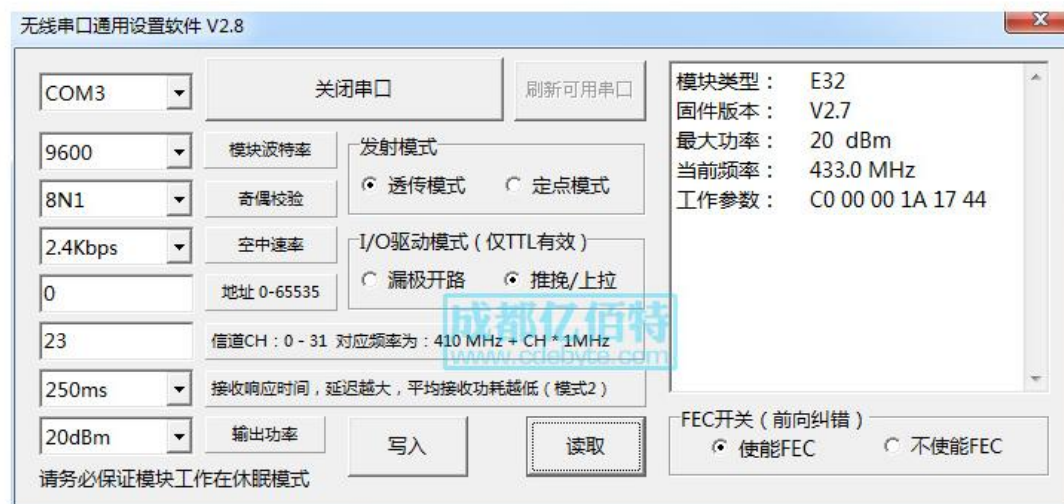 无线串口通用设置软件 V2.8
COM3
关闭串口
刷新可用串口
9600
模块波特率
8N1
奇偶校验
2.4Kbps
空中速率
0
地址 0-65535
23
信道CH：0 - 31 对应频率为：410 MHz + CH * 1MHz
250ms
接收响应时间，延迟越大，平均接收功耗越低（模式2）
20dBm
输出功率
请务必保证模块工作在休眠模式
发射模式
透传模式 定点模式
I/O驱动模式（仅TTL有效）
漏极开路 推挽/上拉
成都亿佰特
www.cdebyte.com
写入
读取
模块类型： E32
固件版本： V2.7
最大功率： 20 dBm
当前频率： 433.0 MHz
工作参数： C0 00 00 1A 17 44
FEC开关（前向纠错）
使能FEC 不使能FEC